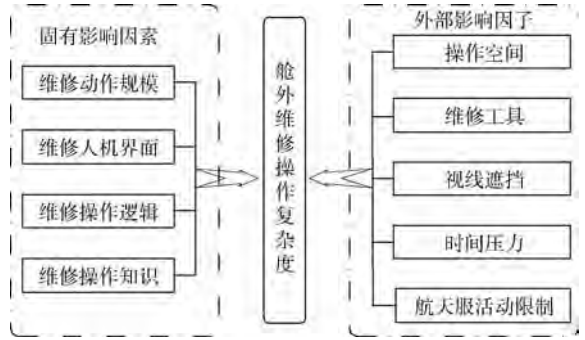 固有影响因素
维修动作规模
维修人机界面
维修操作逻辑
维修操作知识
舱外维修操作复杂度
外部影响因子
操作空间
维修工具
视线遮挡
时间压力
航天服活动限制